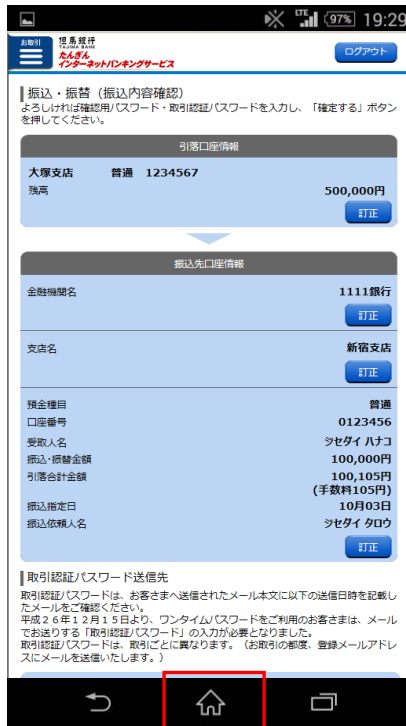 LTE 97% 19:29
お取引 但馬銀行
TAJIMA BANK
たんぎん
インターネットバンキングサービス
ログアウト
振込・振替（振込内容確認）
よろしければ確認用パスワード・取引認証パスワードを入力し、「確定する」ボタン
を押してください。
引落口座情報
大塚支店 普通 1234567
残高 500,000円
訂正
振込先口座情報
金融機関名 1111銀行
訂正
支店名 新宿支店
訂正
預金種目 普通
口座番号 0123456
受取人名 ジセダイ ハナコ
振込・振替金額 100,000円
引落合計金額 100,105円
(手数料105円)
振込指定日 10月03日
振込依頼人名 ジセダイ タロウ
訂正
取引認証パスワード送信先
取引認証パスワードは、お客さまへ送信されたメール本文に以下の送信日時を記載し
たメールをご確認ください。
平成２６年１２月１５日より、ワンタイムパスワードをご利用のお客さまは、メール
でお送りする「取引認証パスワード」の入力が必要となりました。
取引認証パスワードは、取引ごとに異なります。（お取引の都度、登録メールアドレ
スにメールを送信いたします。）